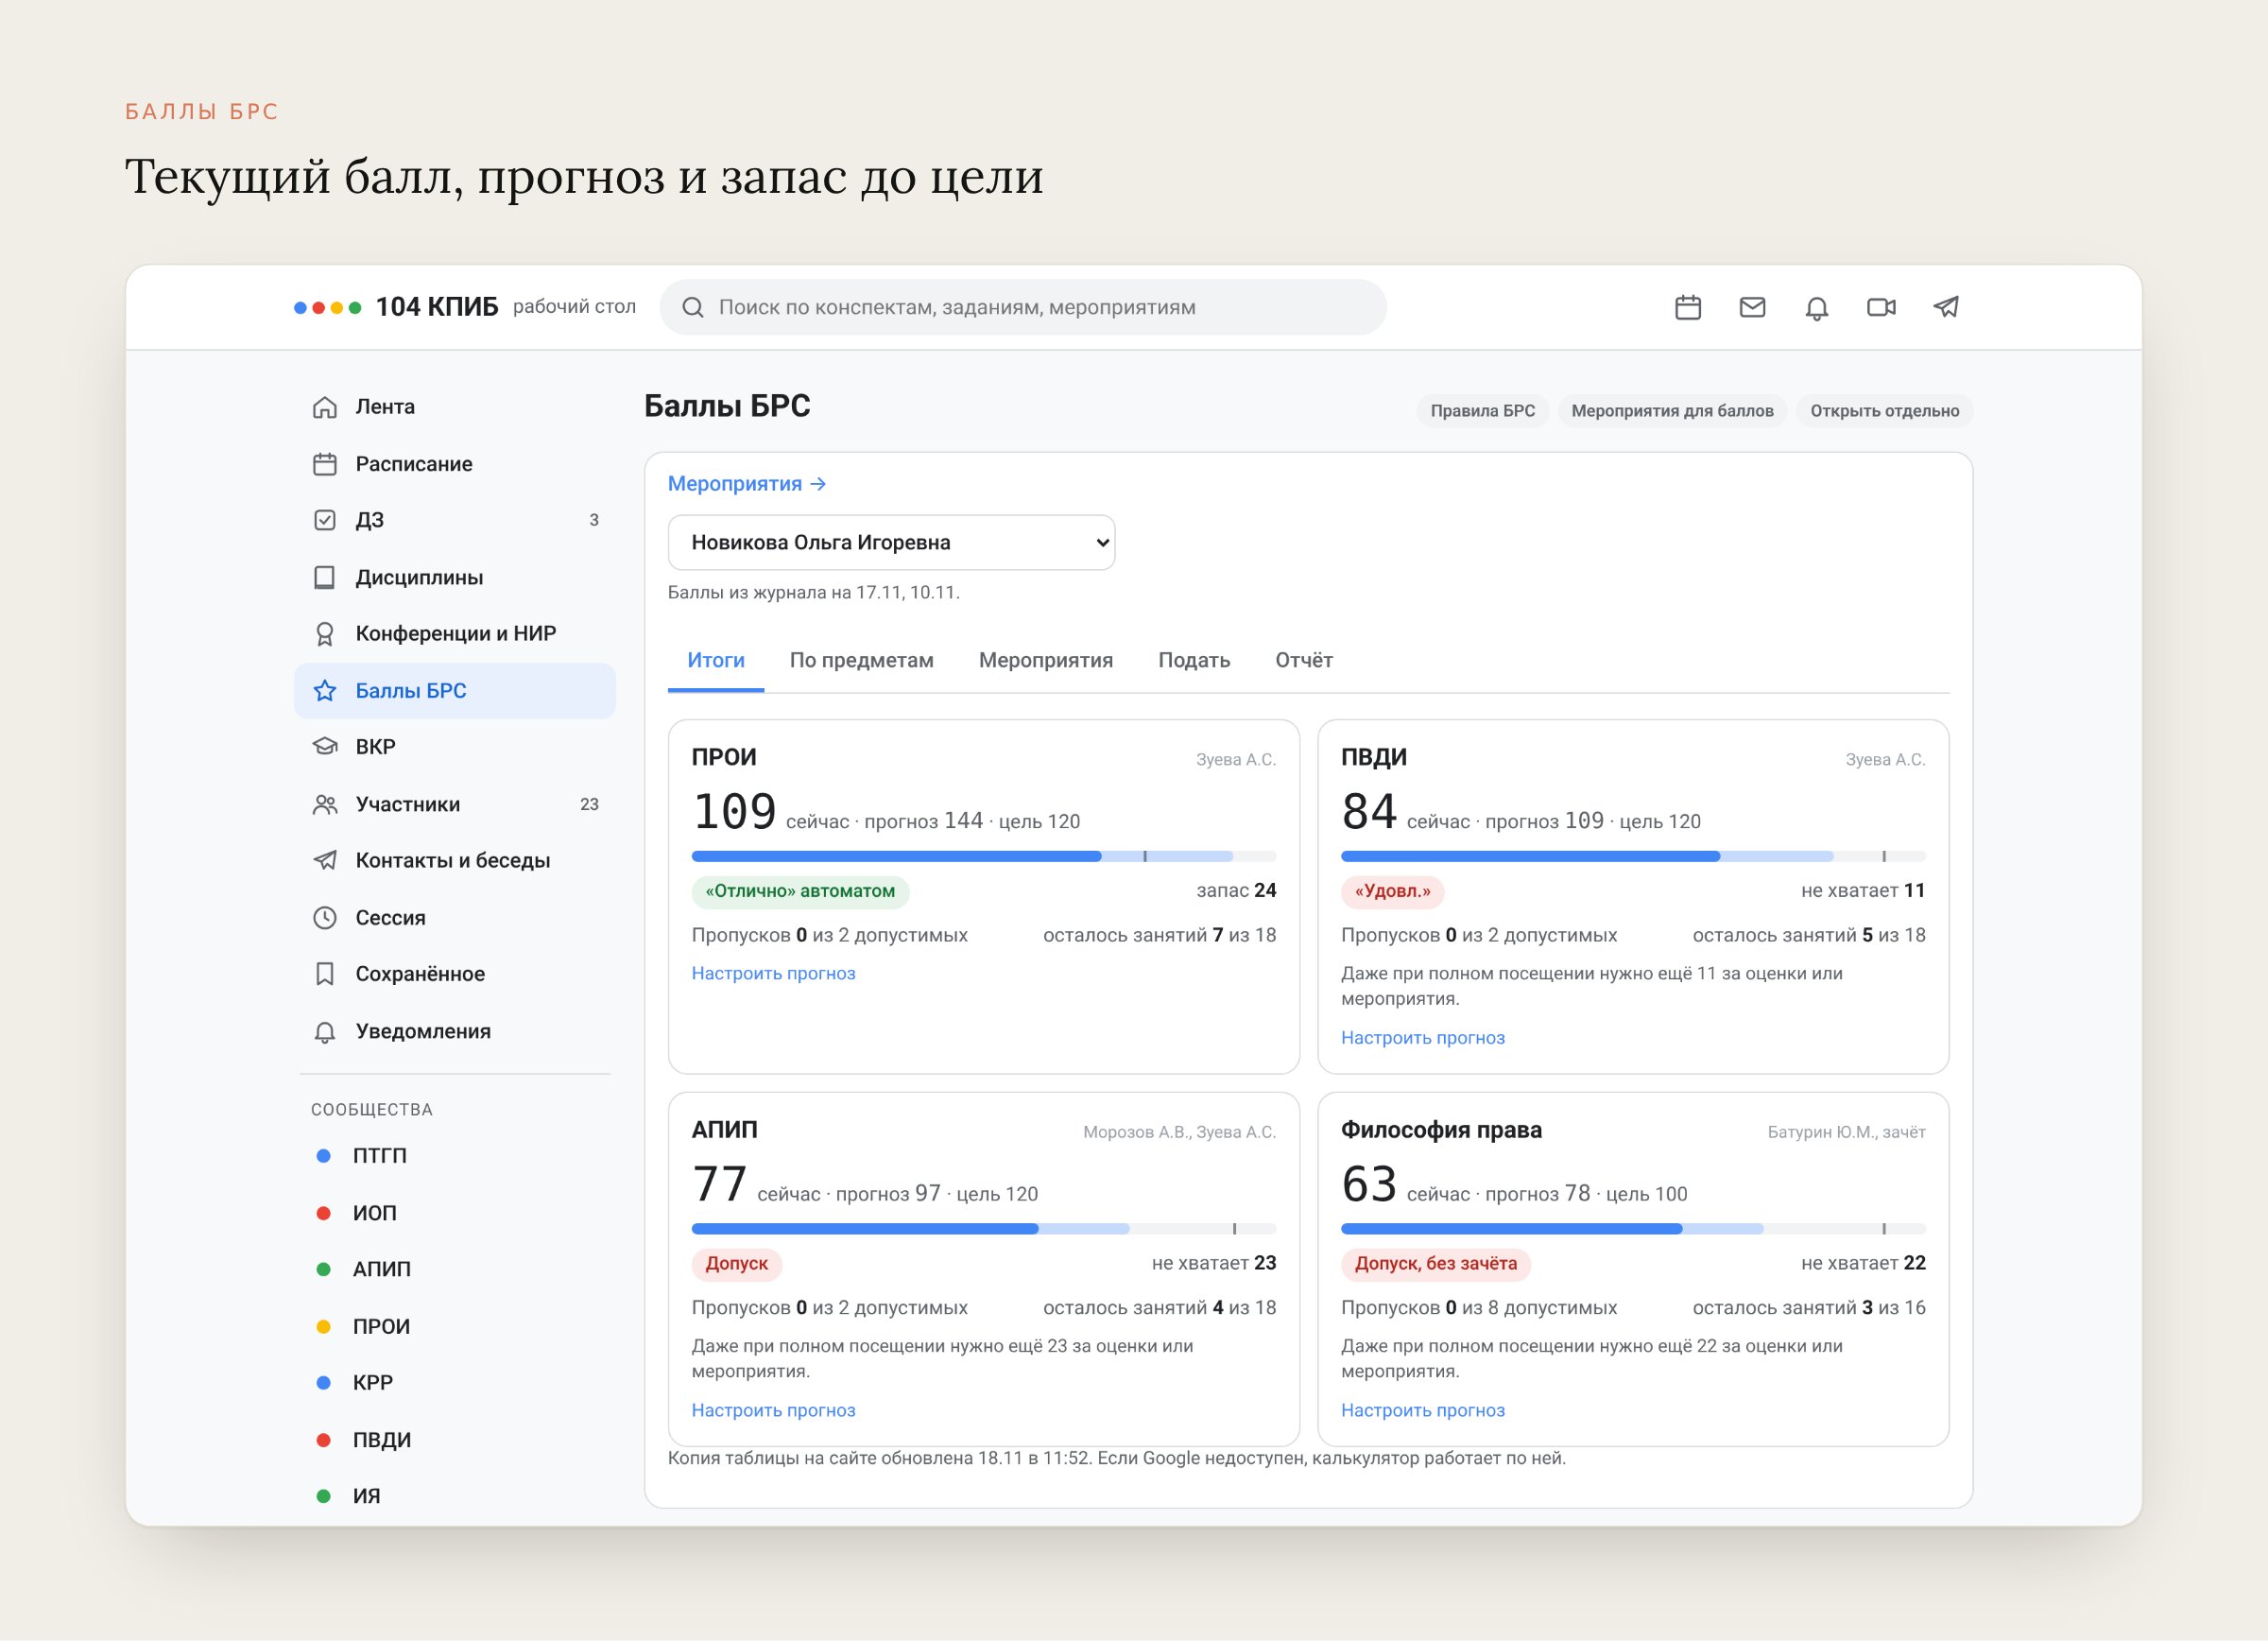 БАЛЛЫ БРС
Текущий балл, прогноз и запас до цели
104 КПИБ рабочий стол
Поиск по конспектам, заданиям, мероприятиям
Лента
Расписание
ДЗ 3
Дисциплины
Конференции и НИР
Баллы БРС
ВКР
Участники 23
Контакты и беседы
Сессия
Сохранённое
Уведомления
СООБЩЕСТВА
ПТГП
ИОП
АПИП
ПРОИ
КРР
ПВДИ
ИЯ
Баллы БРС
Правила БРС Мероприятия для баллов Открыть отдельно
Мероприятия →
Новикова Ольга Игоревна
Баллы из журнала на 17.11, 10.11.
Итоги По предметам Мероприятия Подать Отчёт
ПРОИ Зуева А.С.
109 сейчас · прогноз 144 · цель 120
«Отлично» автоматом запас 24
Пропусков 0 из 2 допустимых осталось занятий 7 из 18
Настроить прогноз
ПВДИ Зуева А.С.
84 сейчас · прогноз 109 · цель 120
«Удовл.» не хватает 11
Пропусков 0 из 2 допустимых осталось занятий 5 из 18
Даже при полном посещении нужно ещё 11 за оценки или
мероприятия.
Настроить прогноз
АПИП Морозов А.В., Зуева А.С.
77 сейчас · прогноз 97 · цель 120
Допуск не хватает 23
Пропусков 0 из 2 допустимых осталось занятий 4 из 18
Даже при полном посещении нужно ещё 23 за оценки или
мероприятия.
Настроить прогноз
Философия права Батурин Ю.М., зачёт
63 сейчас · прогноз 78 · цель 100
Допуск, без зачёта не хватает 22
Пропусков 0 из 8 допустимых осталось занятий 3 из 16
Даже при полном посещении нужно ещё 22 за оценки или
мероприятия.
Настроить прогноз
Копия таблицы на сайте обновлена 18.11 в 11:52. Если Google недоступен, калькулятор работает по ней.